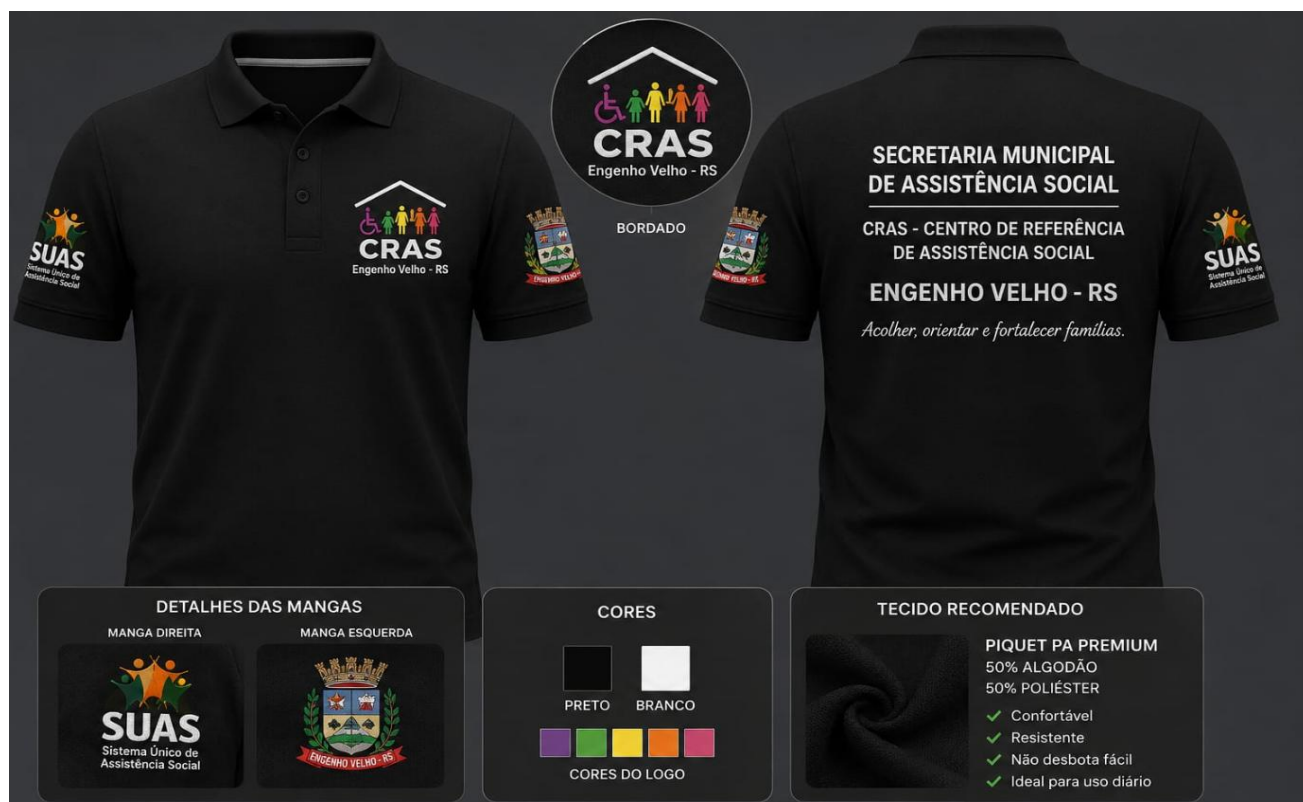 SUAS
Sistema Único de
Assistência Social
CRAS
Engenho Velho - RS
ENGENHO VELHO - RS
CRAS
Engenho Velho - RS
BORDADO
SECRETARIA MUNICIPAL
DE ASSISTÊNCIA SOCIAL
CRAS - CENTRO DE REFERÊNCIA
DE ASSISTÊNCIA SOCIAL
ENGENHO VELHO - RS
Acolher, orientar e fortalecer famílias.
SUAS
Sistema Único de
Assistência Social
DETALHES DAS MANGAS
MANGA DIREITA
SUAS
Sistema Único de
Assistência Social
MANGA ESQUERDA
ENGENHO VELHO - RS
CORES
PRETO
BRANCO
CORES DO LOGO
TECIDO RECOMENDADO
PIQUET PA PREMIUM
50% ALGODÃO
50% POLIÉSTER
Confortável
Resistente
Não desbota fácil
Ideal para uso diário